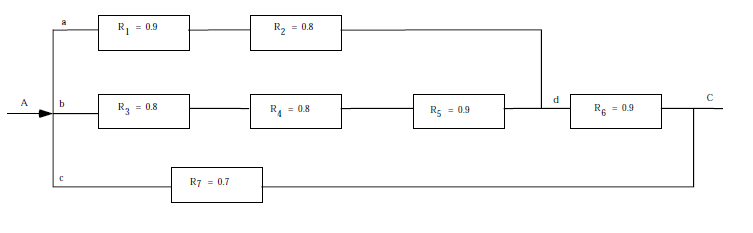 a
R1 = 0.9
R2 = 0.8
A
b
R3 = 0.8
R4 = 0.8
R5 = 0.9
d
R6 = 0.9
C
c
R7 = 0.7